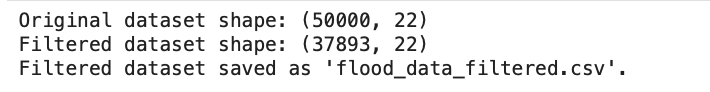 Original dataset shape: (50000, 22)
Filtered dataset shape: (37893, 22)
Filtered dataset saved as 'flood_data_filtered.csv'.